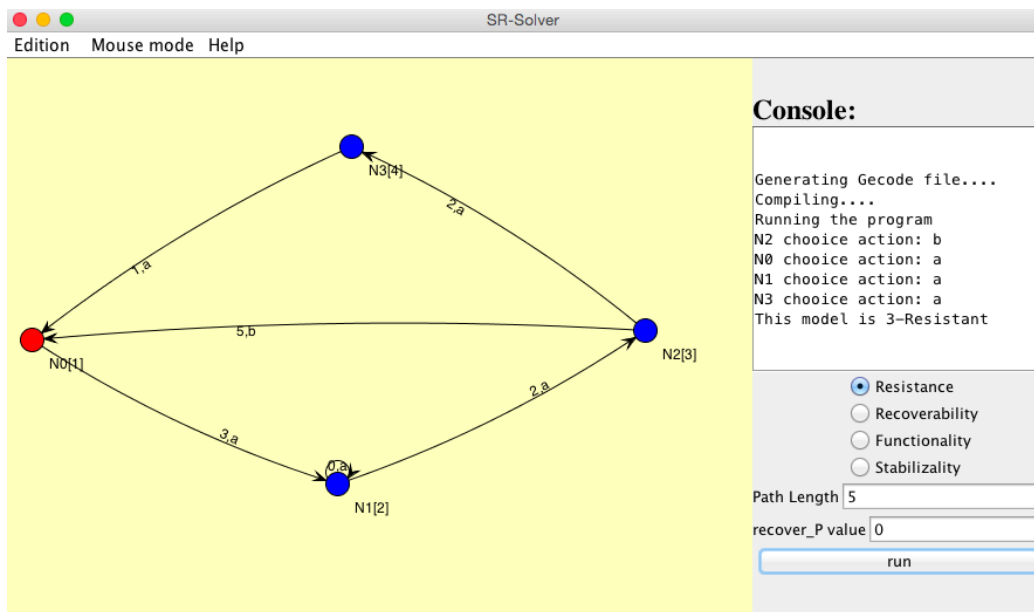 SR-Solver
Edition Mouse mode Help
N3[4]
2,a
1,a
5,b
N0[1]
N2[3]
2,a
3,a
0,a
N1[2]
Console:
Generating Gecode file....
Compiling....
Running the program
N2 chooice action: b
N0 chooice action: a
N1 chooice action: a
N3 chooice action: a
This model is 3-Resistant
Resistance
Recoverability
Functionality
Stabilizality
Path Length 5
recover_P value 0
run